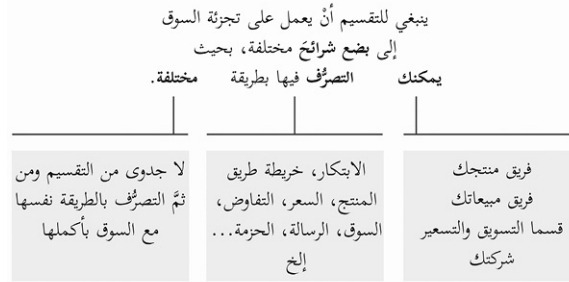 ينبغي للتقسيم أنْ يعمل على تجزئة السوق
إلى بضع شرائحَ مختلفة، بحيث
يمكنك التصرُّف فيها بطريقة مختلفة.
فريق منتجك
فريق مبيعاتك
قسما التسويق والتسعير
شركتك
الابتكار، خريطة طريق
المنتج، السعر، التفاوض،
السوق، الرسالة، الحزمة...
إلخ
لا جدوى من التقسيم ومن
ثمَّ التصرُّف بالطريقة نفسها
مع السوق بأكملها